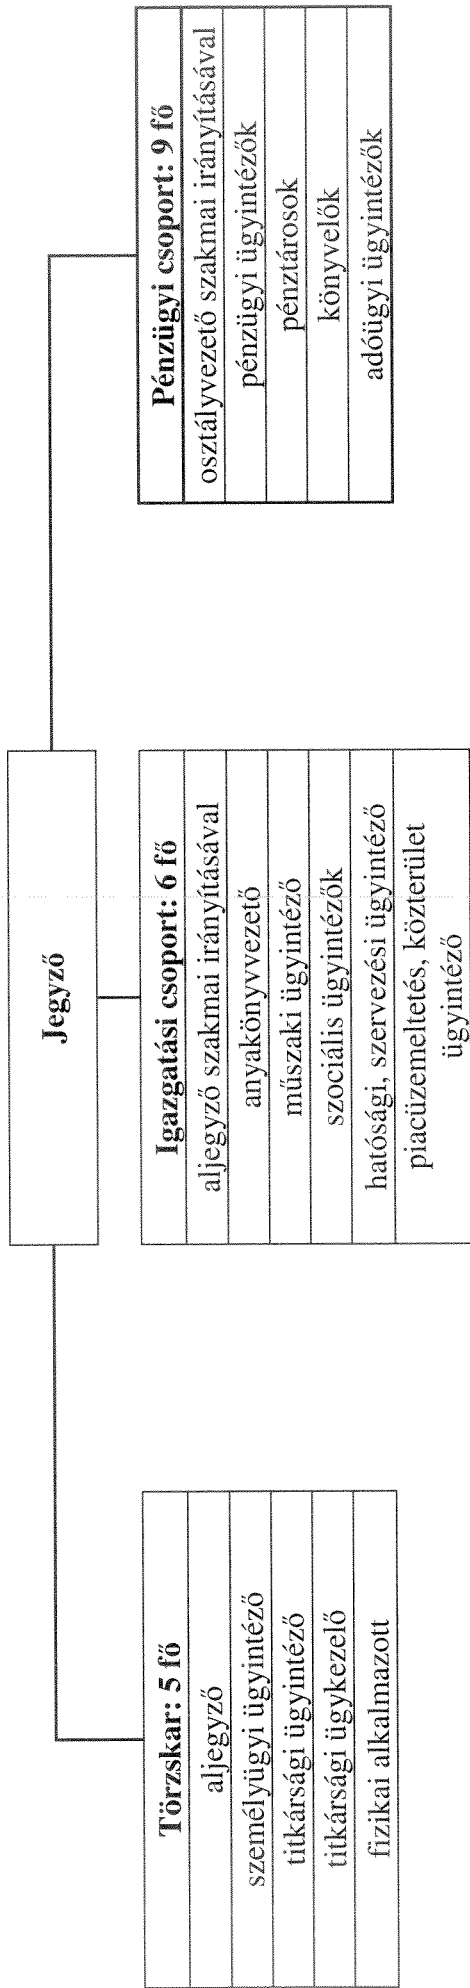 Jegyző
Törzskar: 5 fő
aljegyző
személyügyi ügyintéző
titkársági ügyintéző
titkársági ügykezelő
fizikai alkalmazott
Igazgatási csoport: 6 fő
aljegyző szakmai irányításával
anyakönyvvezető
műszaki ügyintéző
szociális ügyintézők
hatósági, szervezési ügyintéző
piacüzemeltetés, közterület
ügyintéző
Pénzügyi csoport: 9 fő
osztályvezető szakmai irányításával
pénzügyi ügyintézők
pénztárosok
könyvelők
adóügyi ügyintézők